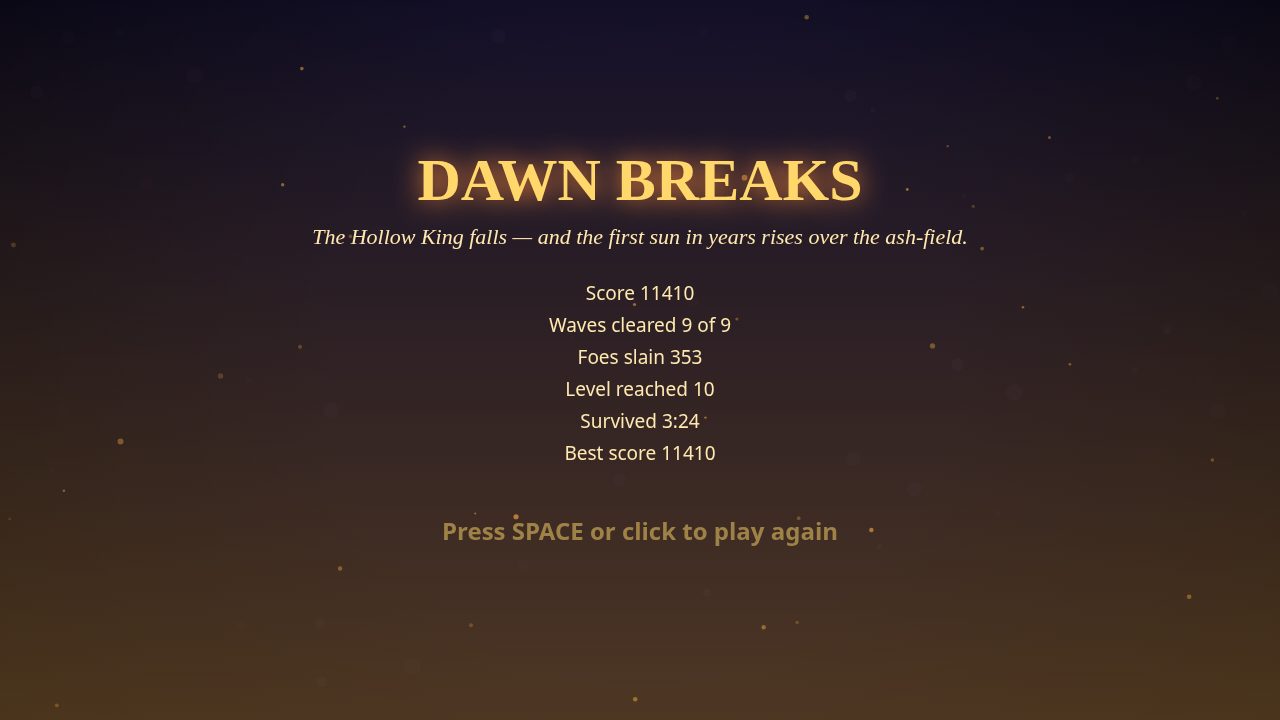 DAWN BREAKS
The Hollow King falls — and the first sun in years rises over the ash-field.
Score 11410
Waves cleared 9 of 9
Foes slain 353
Level reached 10
Survived 3:24
Best score 11410
Press SPACE or click to play again